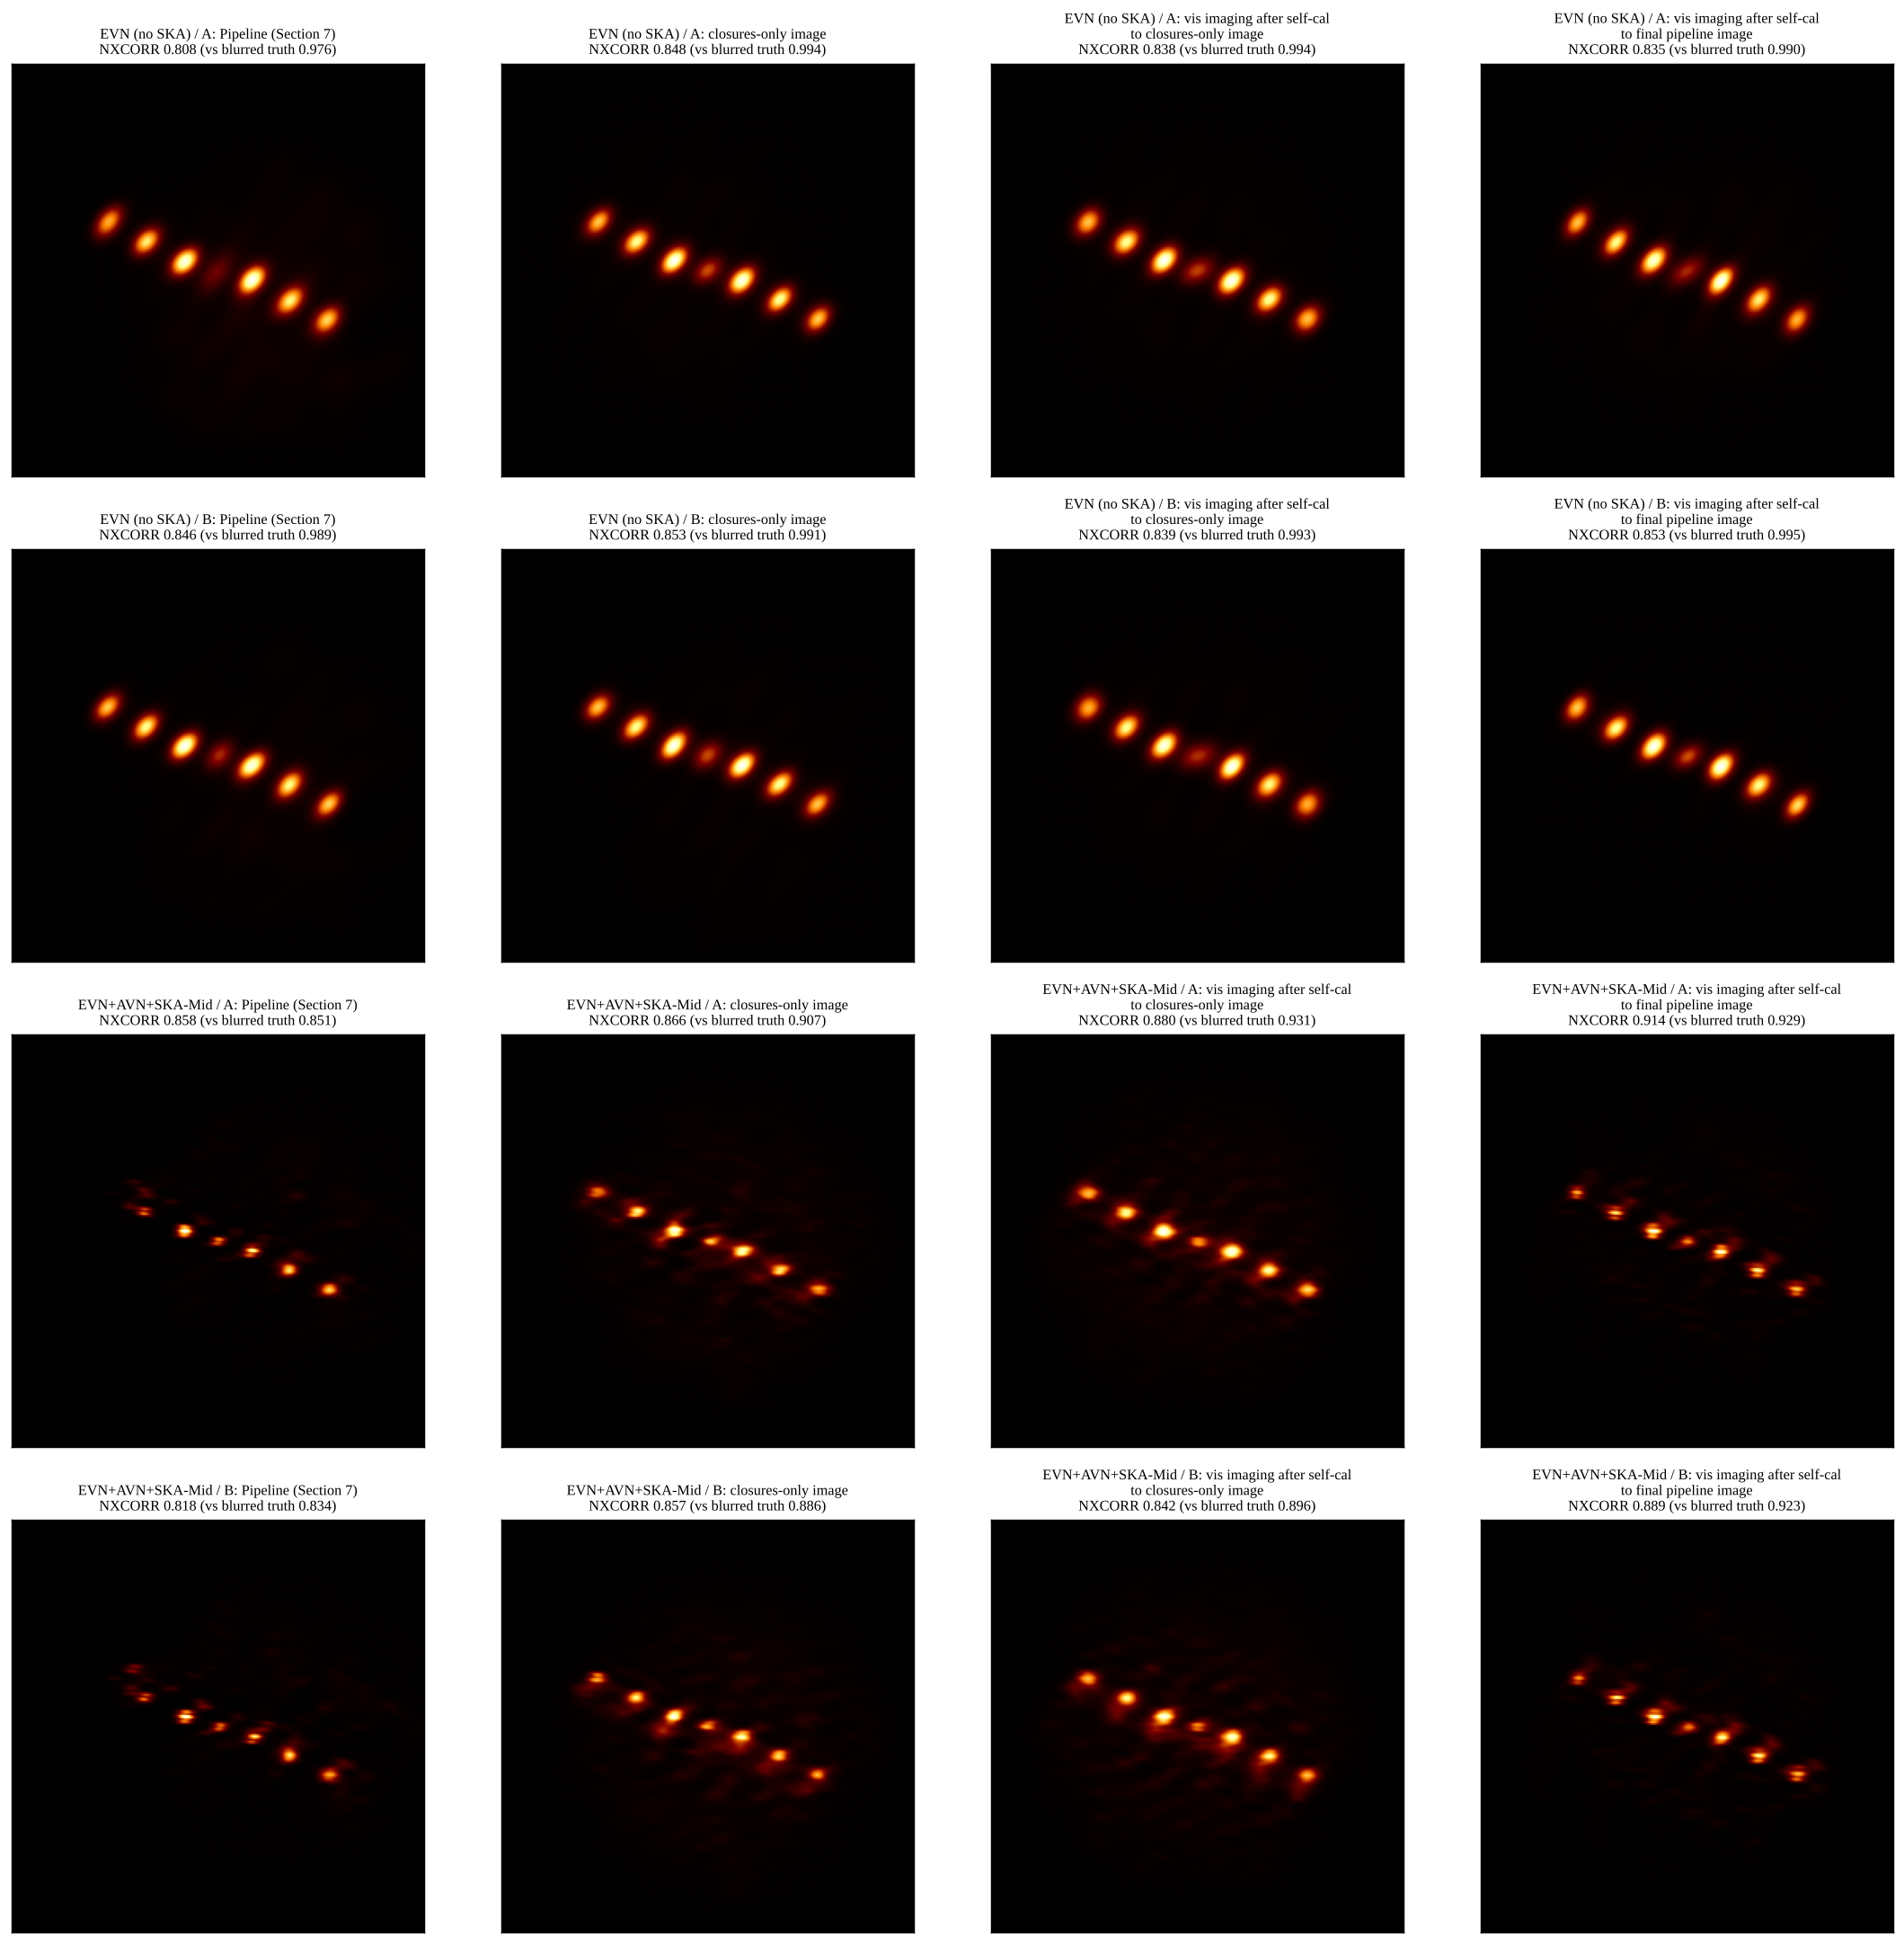 EVN (no SKA) / A: Pipeline (Section 7)
NXCORR 0.808 (vs blurred truth 0.976)
EVN (no SKA) / A: closures-only image
NXCORR 0.848 (vs blurred truth 0.994)
EVN (no SKA) / A: vis imaging after self-cal
to closures-only image
NXCORR 0.838 (vs blurred truth 0.994)
EVN (no SKA) / A: vis imaging after self-cal
to final pipeline image
NXCORR 0.835 (vs blurred truth 0.990)
EVN (no SKA) / B: Pipeline (Section 7)
NXCORR 0.846 (vs blurred truth 0.989)
EVN (no SKA) / B: closures-only image
NXCORR 0.853 (vs blurred truth 0.991)
EVN (no SKA) / B: vis imaging after self-cal
to closures-only image
NXCORR 0.839 (vs blurred truth 0.993)
EVN (no SKA) / B: vis imaging after self-cal
to final pipeline image
NXCORR 0.853 (vs blurred truth 0.995)
EVN+AVN+SKA-Mid / A: Pipeline (Section 7)
NXCORR 0.858 (vs blurred truth 0.851)
EVN+AVN+SKA-Mid / A: closures-only image
NXCORR 0.866 (vs blurred truth 0.907)
EVN+AVN+SKA-Mid / A: vis imaging after self-cal
to closures-only image
NXCORR 0.880 (vs blurred truth 0.931)
EVN+AVN+SKA-Mid / A: vis imaging after self-cal
to final pipeline image
NXCORR 0.914 (vs blurred truth 0.929)
EVN+AVN+SKA-Mid / B: Pipeline (Section 7)
NXCORR 0.818 (vs blurred truth 0.834)
EVN+AVN+SKA-Mid / B: closures-only image
NXCORR 0.857 (vs blurred truth 0.886)
EVN+AVN+SKA-Mid / B: vis imaging after self-cal
to closures-only image
NXCORR 0.842 (vs blurred truth 0.896)
EVN+AVN+SKA-Mid / B: vis imaging after self-cal
to final pipeline image
NXCORR 0.889 (vs blurred truth 0.923)